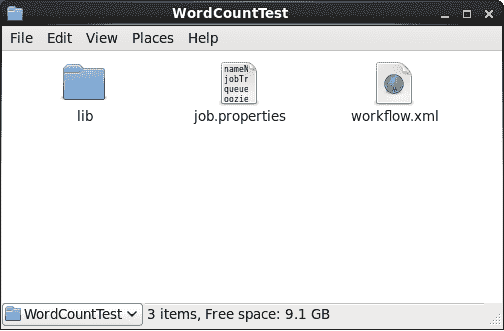 WordCountTest
File Edit View Places Help
nameN
jobTr
queue
oozie
lib job.properties workflow.xml
WordCountTest 3 items, Free space: 9.1 GB